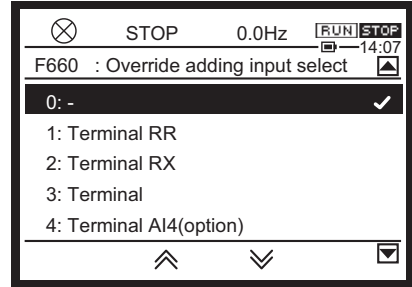 STOP 0.0Hz RUN STOP
14:07
F660 : Override adding input select
0: -
1: Terminal RR
2: Terminal RX
3: Terminal
4: Terminal AI4(option)